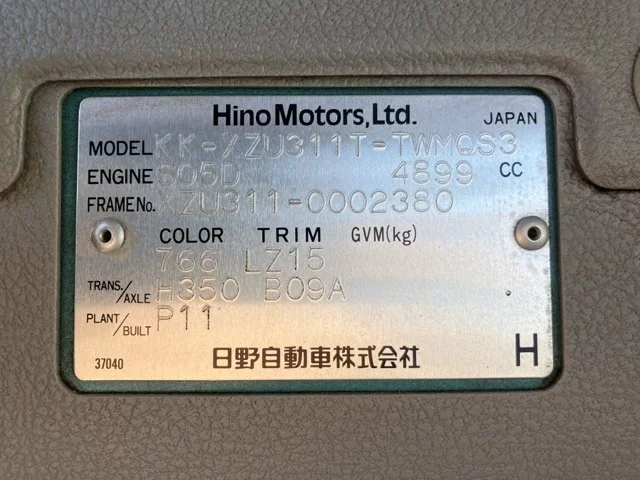 Hino Motors, Ltd. JAPAN
MODEL KK-XZU311T-TWMQS3
ENGINE S05D 4899 CC
FRAME No. XZU311-0002380
COLOR TRIM GVM(kg)
766 LZ15
TRANS./AXLE H350 B09A
PLANT/BUILT P11
37040 日野自動車株式会社 H